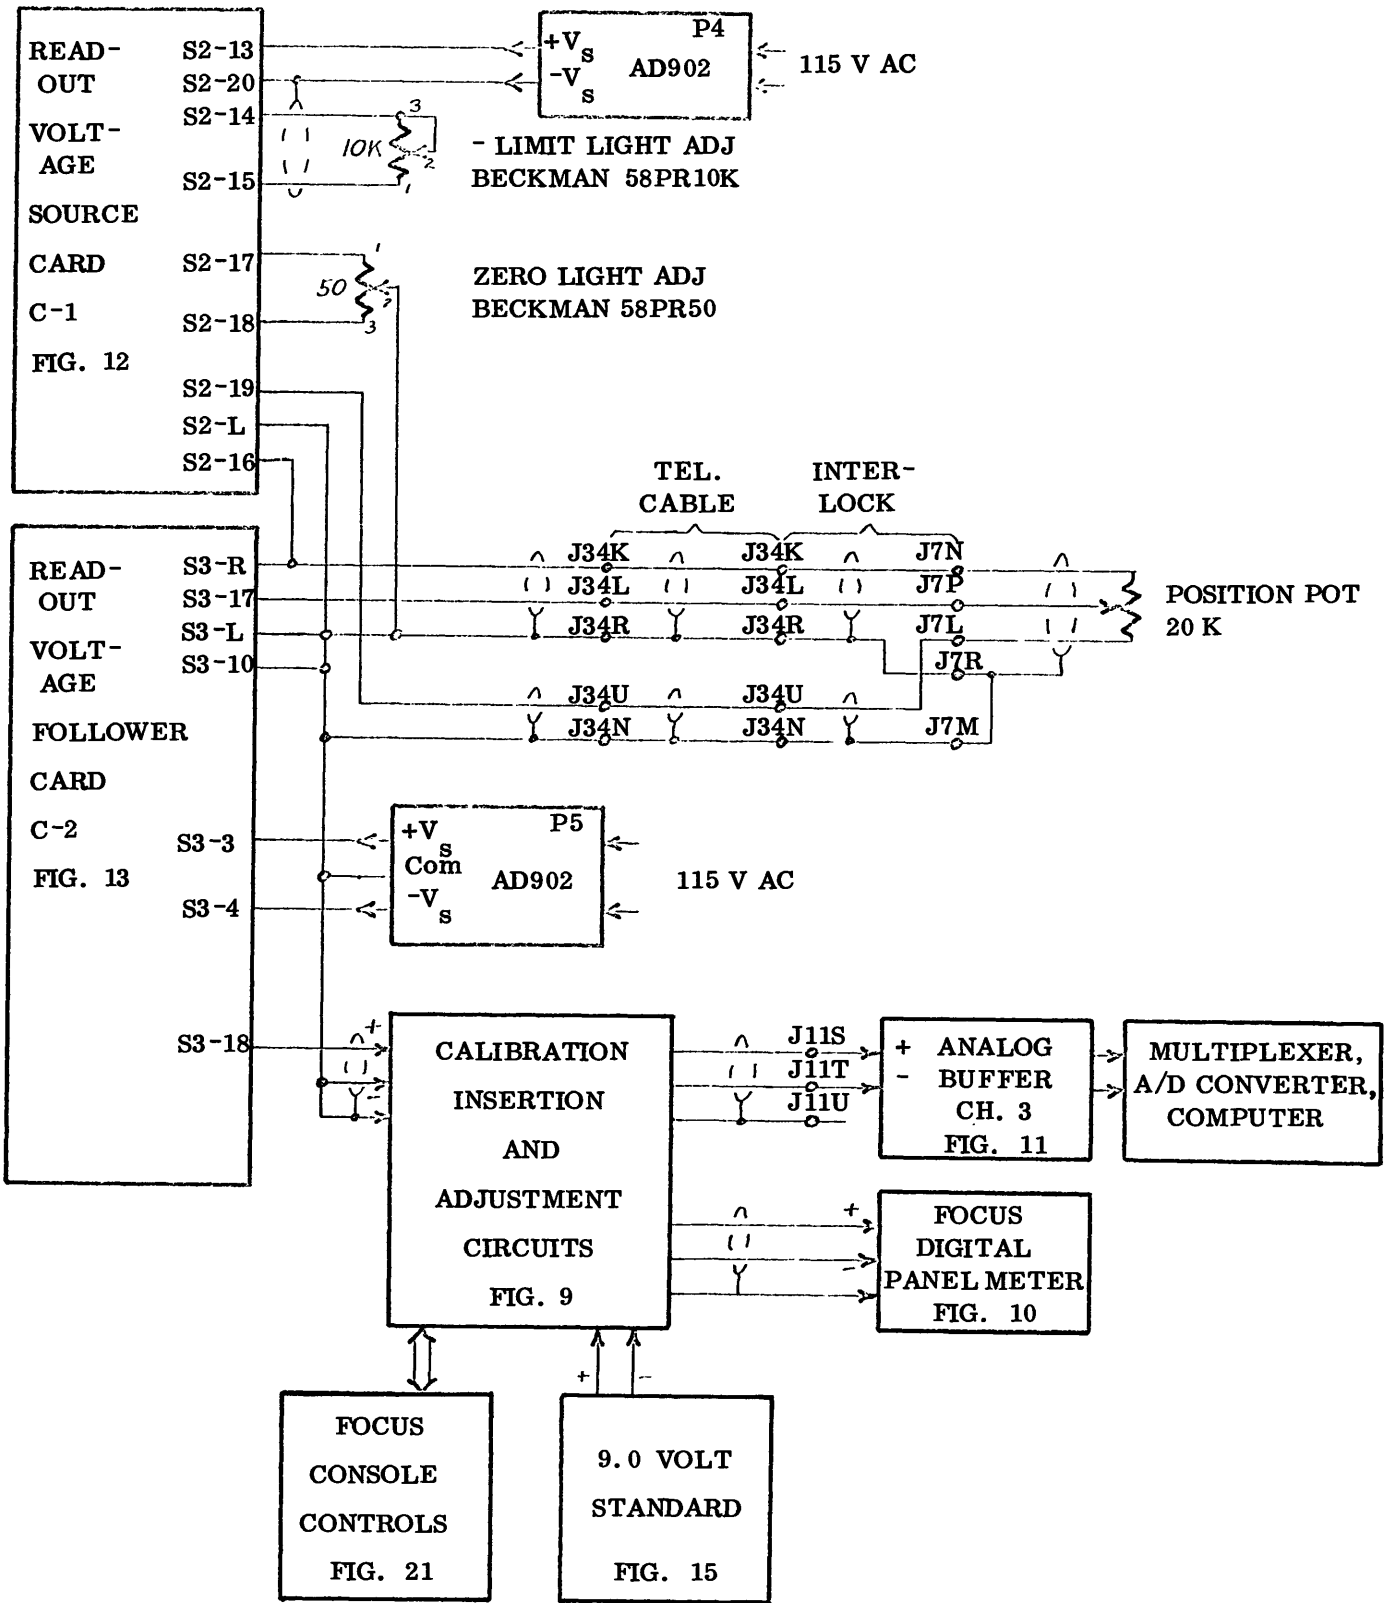 READ-
OUT
VOLT-
AGE
SOURCE
CARD
C-1
FIG. 12
S2-13
S2-20
S2-14
S2-15
S2-17
S2-18
S2-19
S2-L
S2-16
+Vs
-Vs
P4
AD902
115 V AC
3
10K
2
1
- LIMIT LIGHT ADJ
BECKMAN 58PR10K
1
50
2
3
ZERO LIGHT ADJ
BECKMAN 58PR50
TEL.
CABLE
INTER-
LOCK
READ-
OUT
VOLT-
AGE
FOLLOWER
CARD
C-2
FIG. 13
S3-R
S3-17
S3-L
S3-10
S3-3
S3-4
S3-18
J34K
J34K
J7N
J34L
J34L
J7P
J34R
J34R
J7L
J7R
J34U
J34U
J34N
J34N
J7M
POSITION POT
20 K
+Vs
Com
-Vs
P5
AD902
115 V AC
+
-
CALIBRATION
INSERTION
AND
ADJUSTMENT
CIRCUITS
FIG. 9
J11S
J11T
J11U
+ ANALOG
- BUFFER
CH. 3
FIG. 11
MULTIPLEXER,
A/D CONVERTER,
COMPUTER
+
-
FOCUS
DIGITAL
PANEL METER
FIG. 10
+
-
FOCUS
CONSOLE
CONTROLS
FIG. 21
9.0 VOLT
STANDARD
FIG. 15